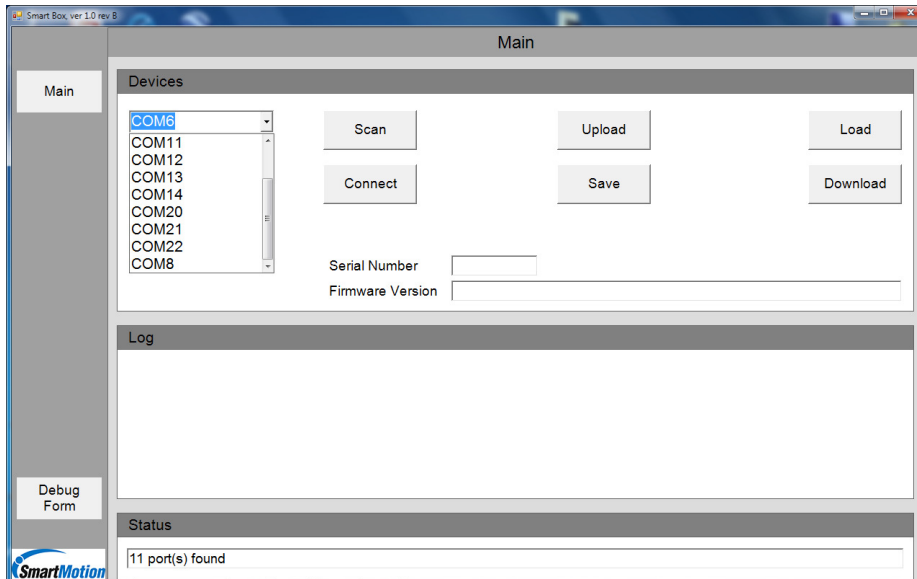 Smart Box, ver 1.0 rev B
Main
Main
Devices
COM6
COM11
COM12
COM13
COM14
COM20
COM21
COM22
COM8
Scan
Upload
Load
Connect
Save
Download
Serial Number
Firmware Version
Log
Debug
Form
Status
11 port(s) found
SmartMotion